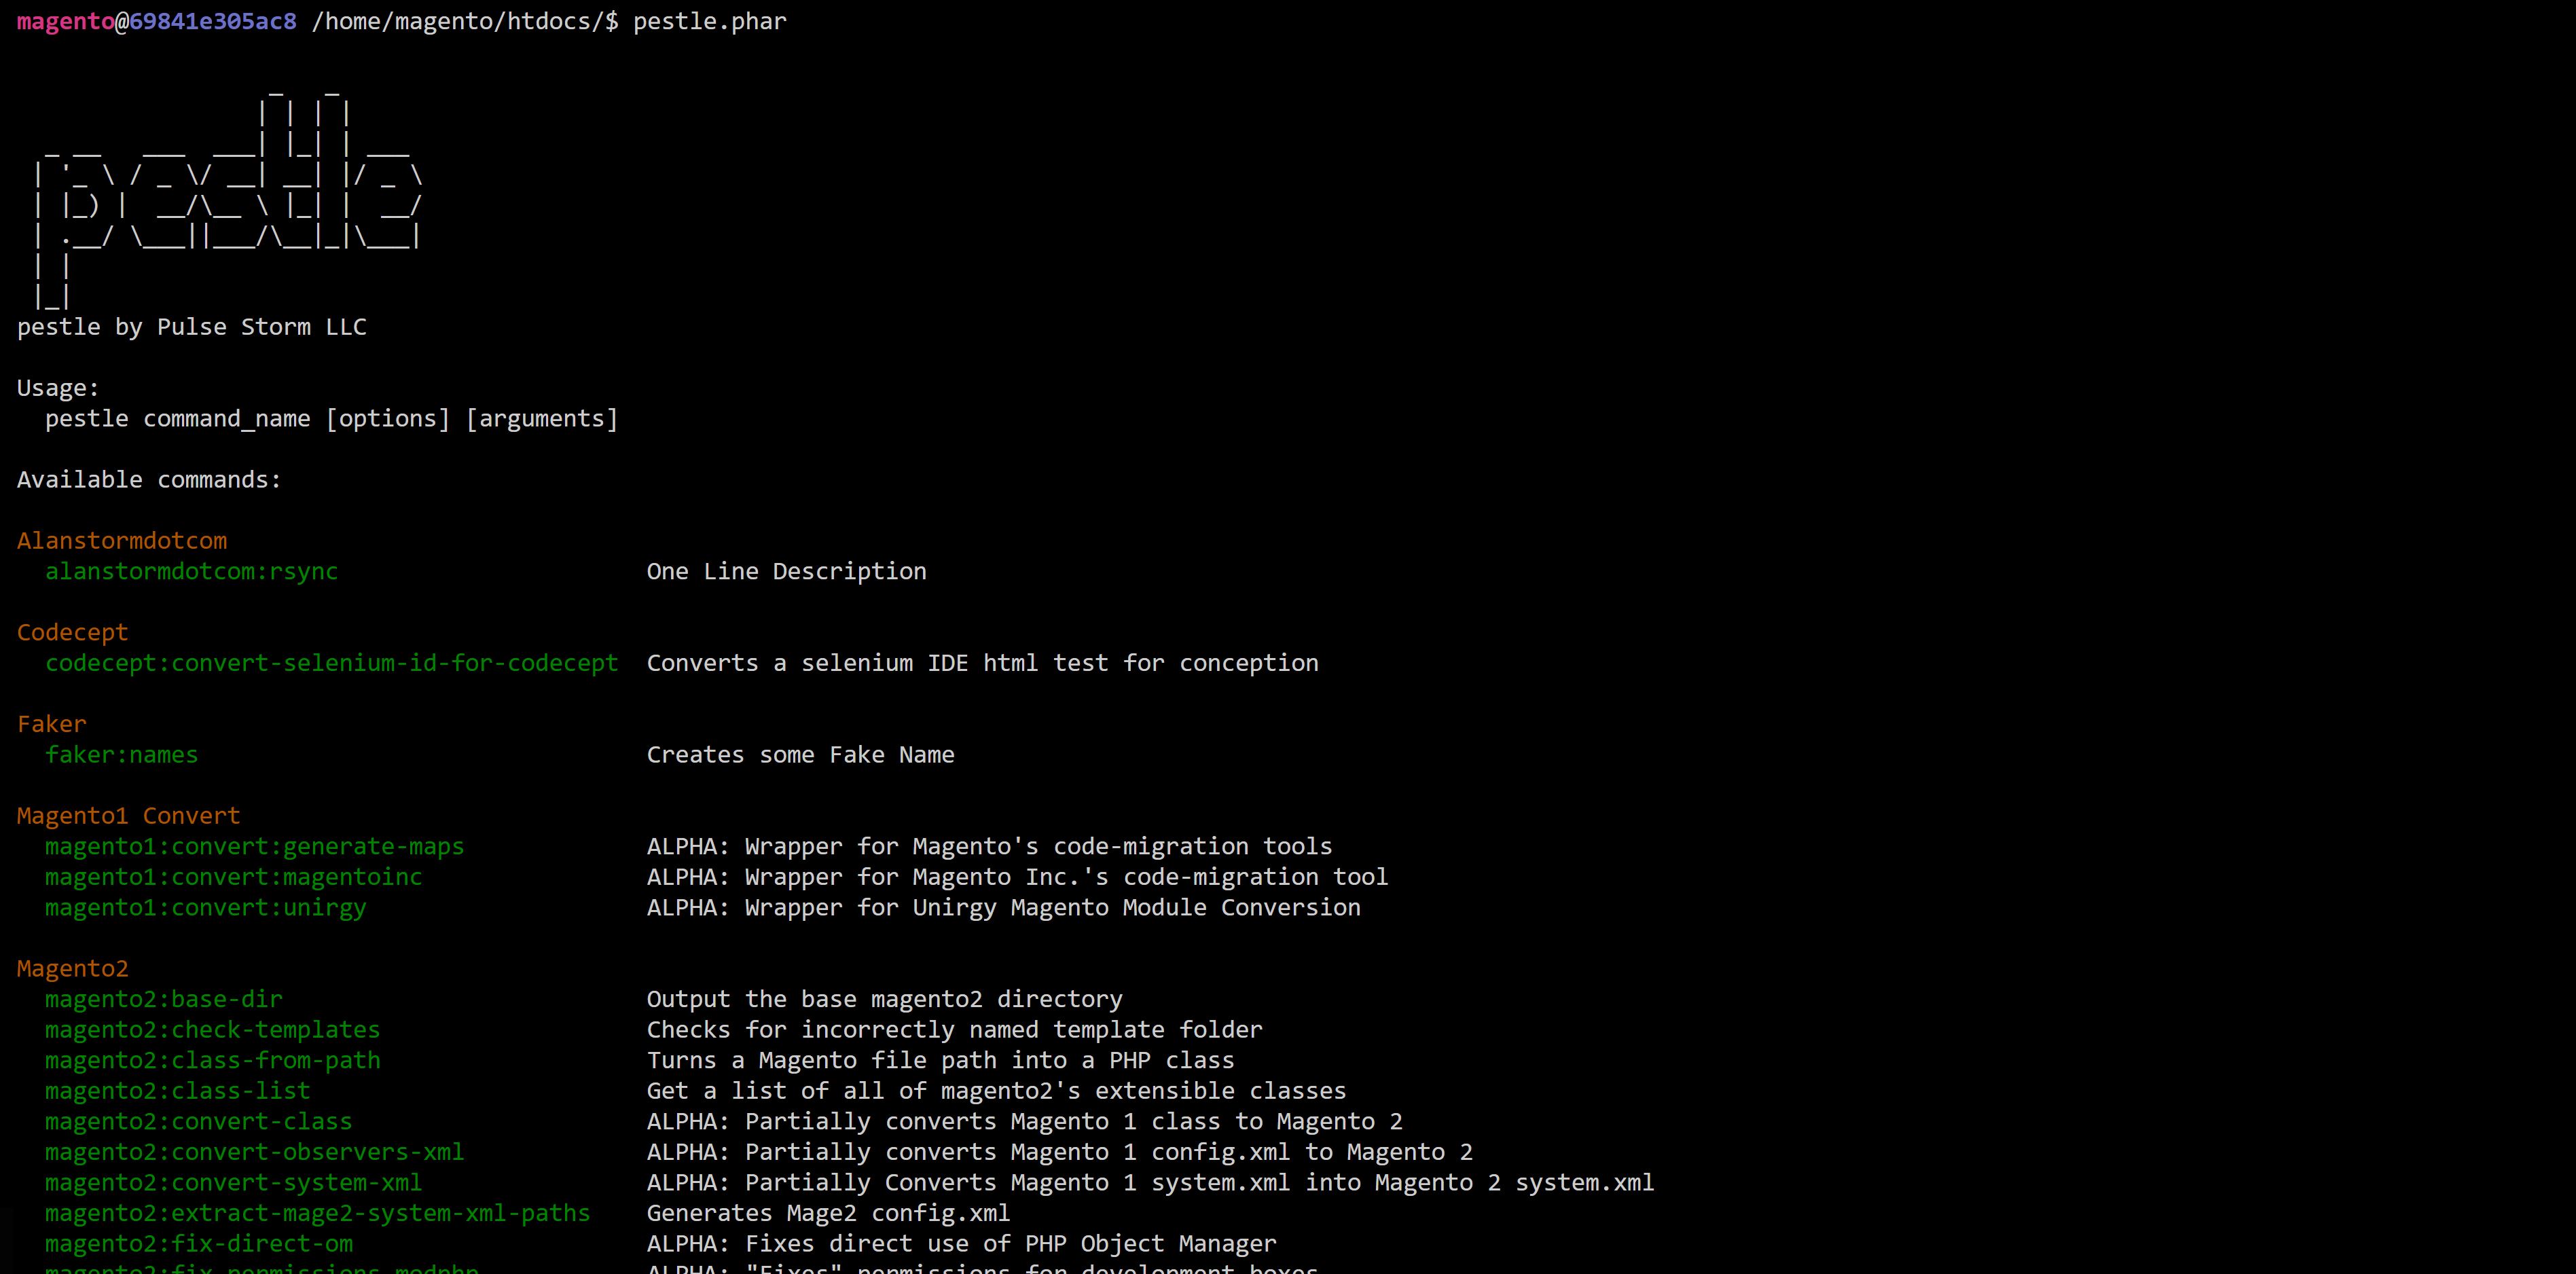 magento@69841e305ac8 /home/magento/htdocs/$ pestle.phar
                  _   _
                 | | | |
  _ __   ___  ___| |_| | ___
 | '_ \ / _ \/ __| __| |/ _ \
 | |_) |  __/\__ \ |_| |  __/
 | .__/ \___||___/\__|_|\___|
 | |
 |_|
pestle by Pulse Storm LLC
Usage:
  pestle command_name [options] [arguments]
Available commands:
Alanstormdotcom
  alanstormdotcom:rsync                      One Line Description
Codecept
  codecept:convert-selenium-id-for-codecept  Converts a selenium IDE html test for conception
Faker
  faker:names                                Creates some Fake Name
Magento1 Convert
  magento1:convert:generate-maps             ALPHA: Wrapper for Magento's code-migration tools
  magento1:convert:magentoinc                ALPHA: Wrapper for Magento Inc.'s code-migration tool
  magento1:convert:unirgy                    ALPHA: Wrapper for Unirgy Magento Module Conversion
Magento2
  magento2:base-dir                          Output the base magento2 directory
  magento2:check-templates                   Checks for incorrectly named template folder
  magento2:class-from-path                   Turns a Magento file path into a PHP class
  magento2:class-list                        Get a list of all of magento2's extensible classes
  magento2:convert-class                     ALPHA: Partially converts Magento 1 class to Magento 2
  magento2:convert-observers-xml             ALPHA: Partially converts Magento 1 config.xml to Magento 2
  magento2:convert-system-xml                ALPHA: Partially Converts Magento 1 system.xml into Magento 2 system.xml
  magento2:extract-mage2-system-xml-paths    Generates Mage2 config.xml
  magento2:fix-direct-om                     ALPHA: Fixes direct use of PHP Object Manager
  magento2:fix-permissions-modphp            ALPHA: "Fixes" permissions for development boxes